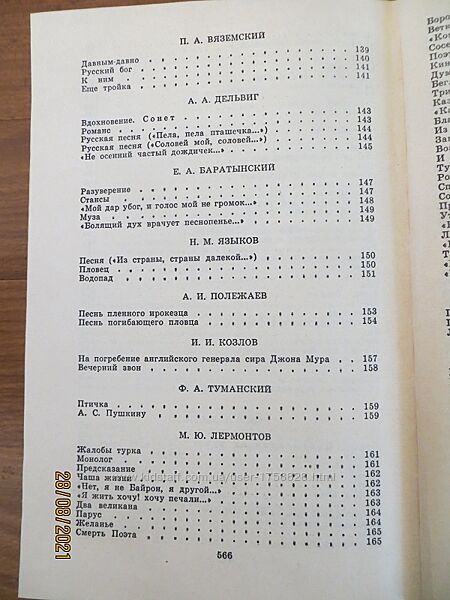 П. А. ВЯЗЕМСКИЙ
Давным-давно 139
Русский бог 140
К ним 141
Еще тройка 141
А. А. ДЕЛЬВИГ
Вдохновение. Сонет 143
Романс 143
Русская песня («Пела, пела пташечка...») 144
Русская песня («Соловей мой, соловей...») 144
«Не осенний частый дождичек...» 145
Е. А. БАРАТЫНСКИЙ
Разуверение 147
Стансы 147
«Мой дар убог, и голос мой не громок...» 148
Муза 149
«Болящий дух врачует песнопенье...» 149
Н. М. ЯЗЫКОВ
Песня («Из страны, страны далекой...») 150
Пловец 150
Водопад 151
А. И. ПОЛЕЖАЕВ
Песнь пленного ирокезца 153
Песнь погибающего пловца 154
И. И. КОЗЛОВ
На погребение английского генерала сира Джона Мура 157
Вечерний звон 158
Ф. А. ТУМАНСКИЙ
Птичка 159
А. С. Пушкину 159
М. Ю. ЛЕРМОНТОВ
Жалобы турка 161
Монолог 161
Предсказание 162
Чаша жизни 162
«Нет, я не Байрон, я другой...» 163
«Я жить хочу! хочу печали...» 163
Два великана 164
Парус 164
Желанье 164
Смерть Поэта 165
566
28/08/2021